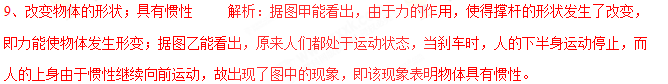 9、改变物体的形状；具有惯性　　解析：据图甲能看出，由于力的作用，使得撑杆的形状发生了改变，
即力能使物体发生形变；据图乙能看出，原来人们都处于运动状态，当刹车时，人的下半身运动停止，而
人的上身由于惯性继续向前运动，故出现了图中的现象，即该现象表明物体具有惯性。